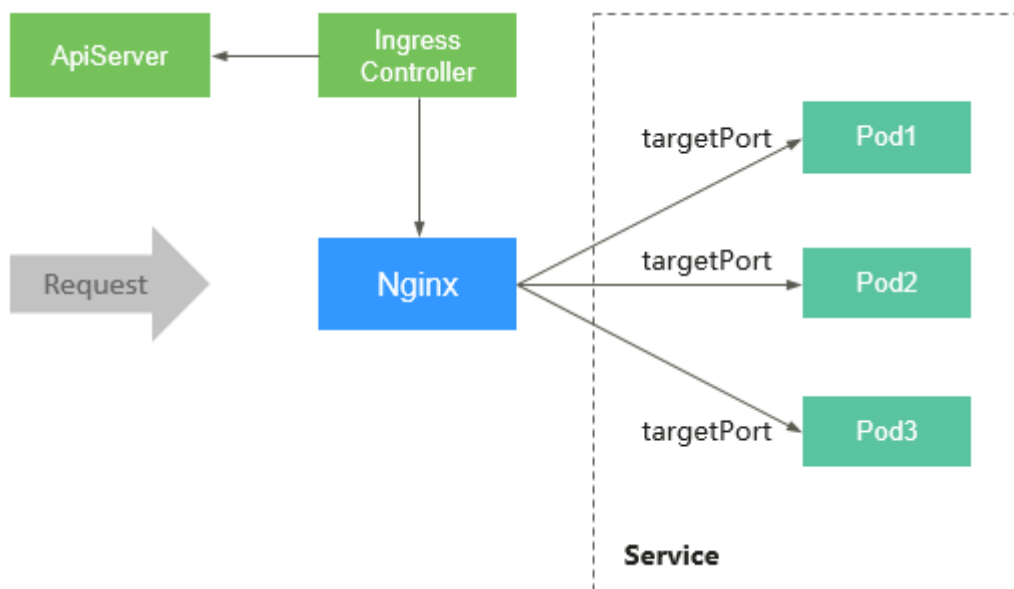 ApiServer
Ingress
Controller
targetPort
Pod1
Request
Nginx
targetPort
Pod2
targetPort
Pod3
Service